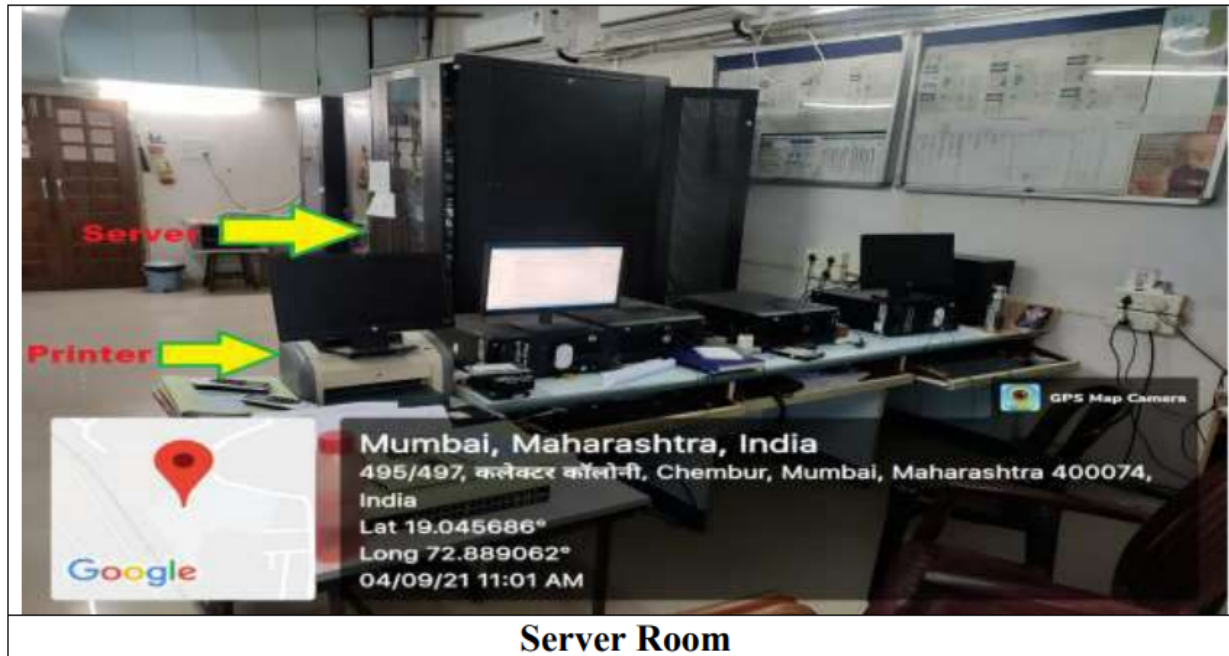 Server
Printer
GPS Map Camera
Mumbai, Maharashtra, India
495/497, कलेक्टर कॉलोनी, Chembur, Mumbai, Maharashtra 400074,
India
Lat 19.045686°
Long 72.889062°
04/09/21 11:01 AM
Google
Server Room